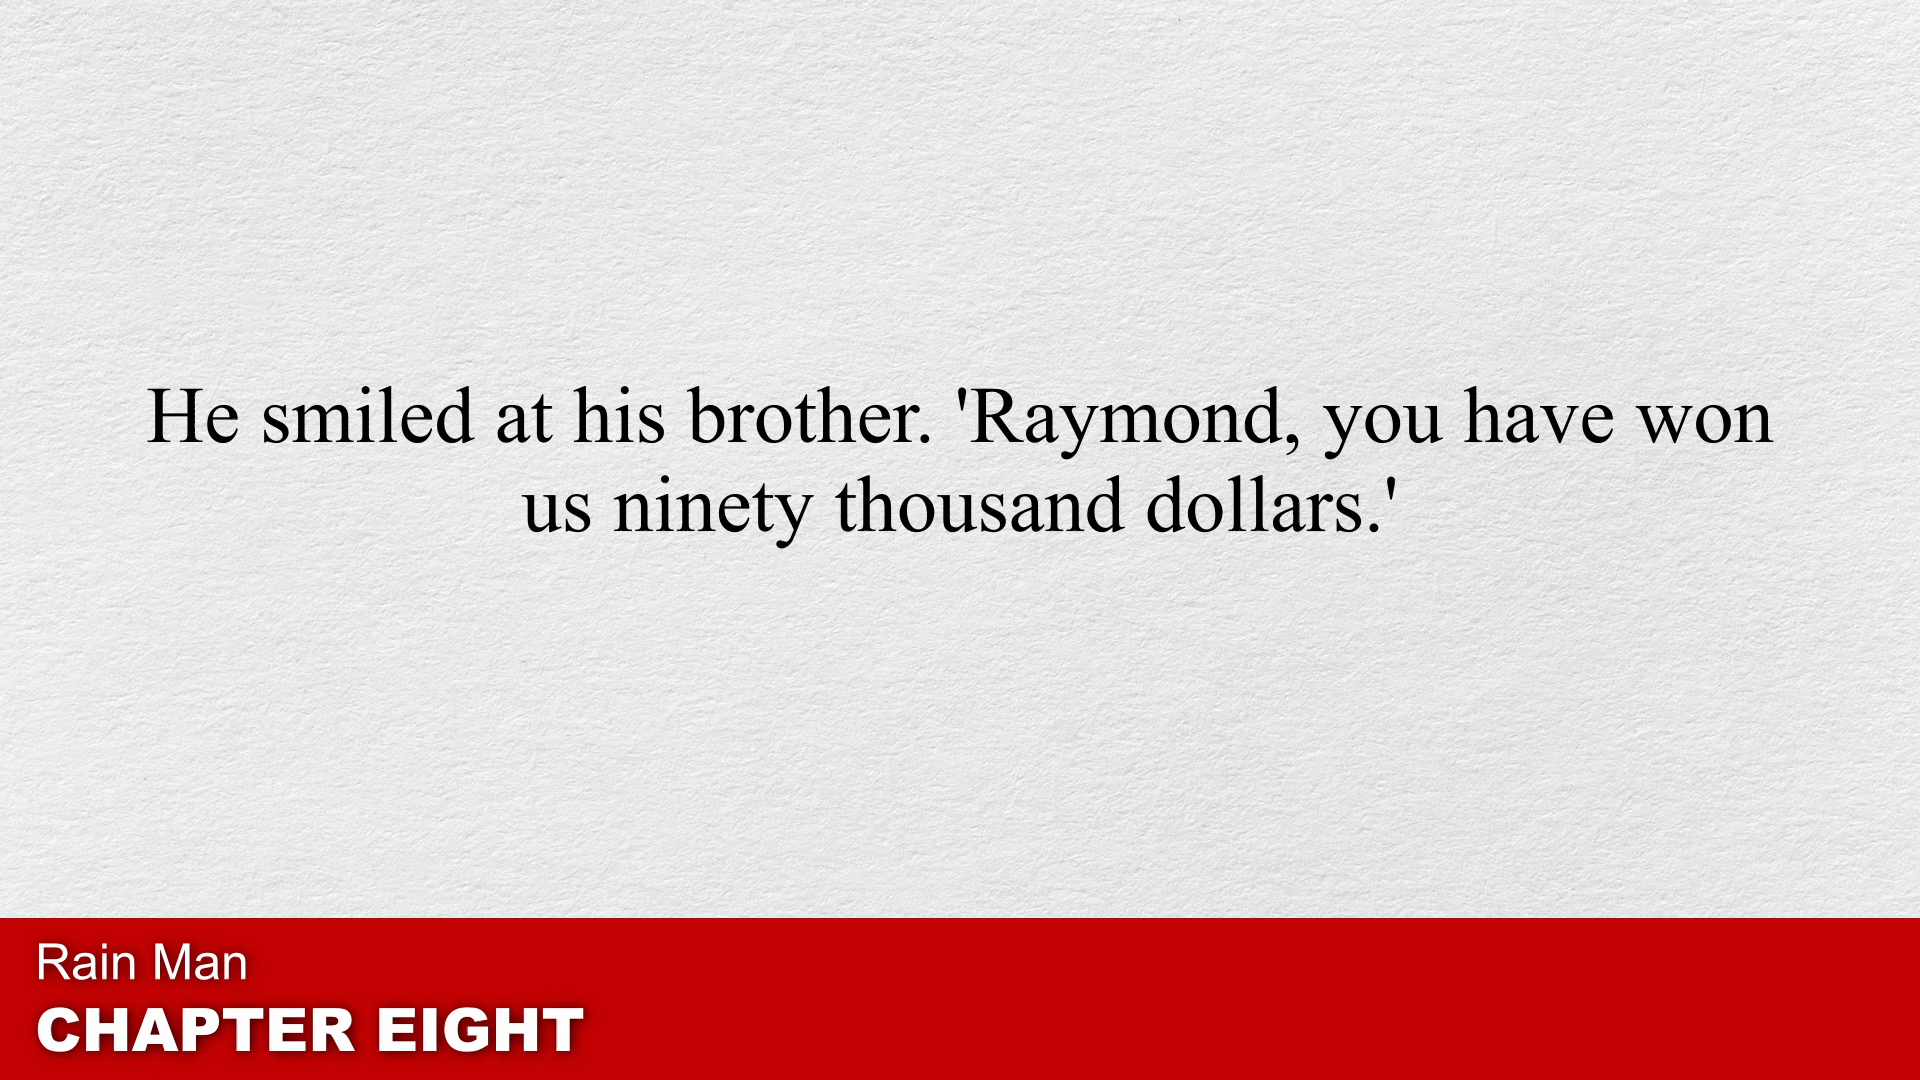 He smiled at his brother. 'Raymond, you have won
us ninety thousand dollars.'
Rain Man
CHAPTER EIGHT